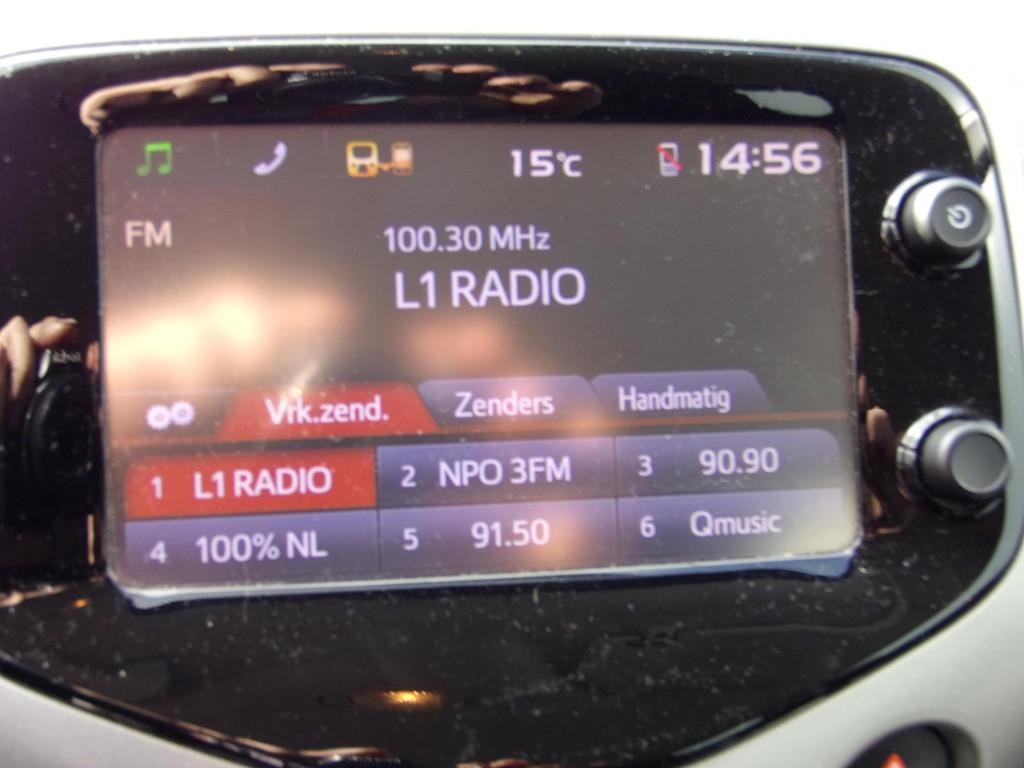 15°C 14:56
FM
100.30 MHz
L1 RADIO
Vrk.zend. Zenders Handmatig
1 L1 RADIO 2 NPO 3FM 3 90.90
4 100% NL 5 91.50 6 Qmusic